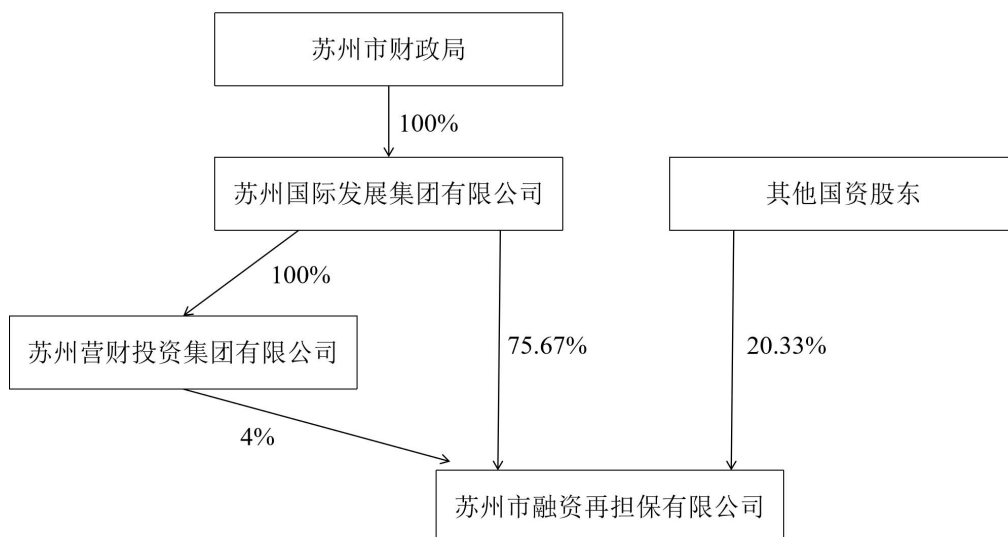 苏州市财政局
100%
苏州国际发展集团有限公司
其他国资股东
100%
苏州营财投资集团有限公司
75.67%
20.33%
4%
苏州市融资再担保有限公司